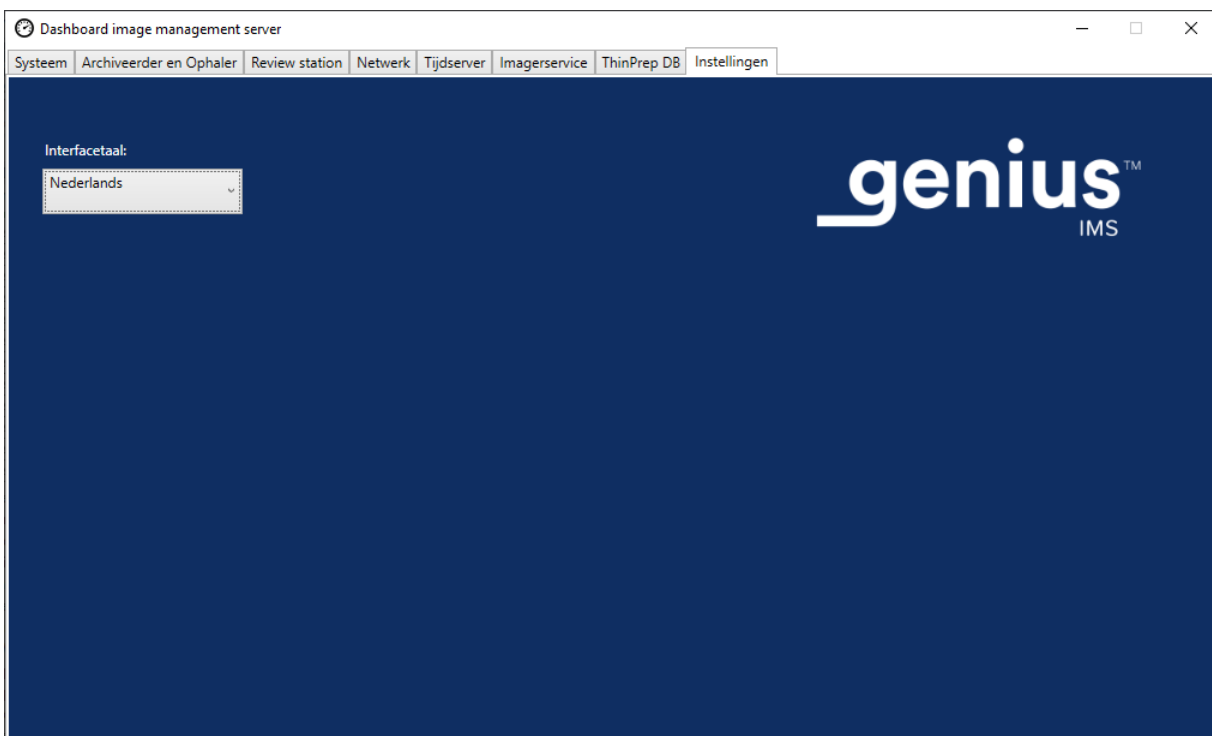 Dashboard image management server
Systeem Archiveerder en Ophaler Review station Netwerk Tijdserver Imagerservice ThinPrep DB Instellingen
Interfacetaal:
Nederlands
genius™
IMS